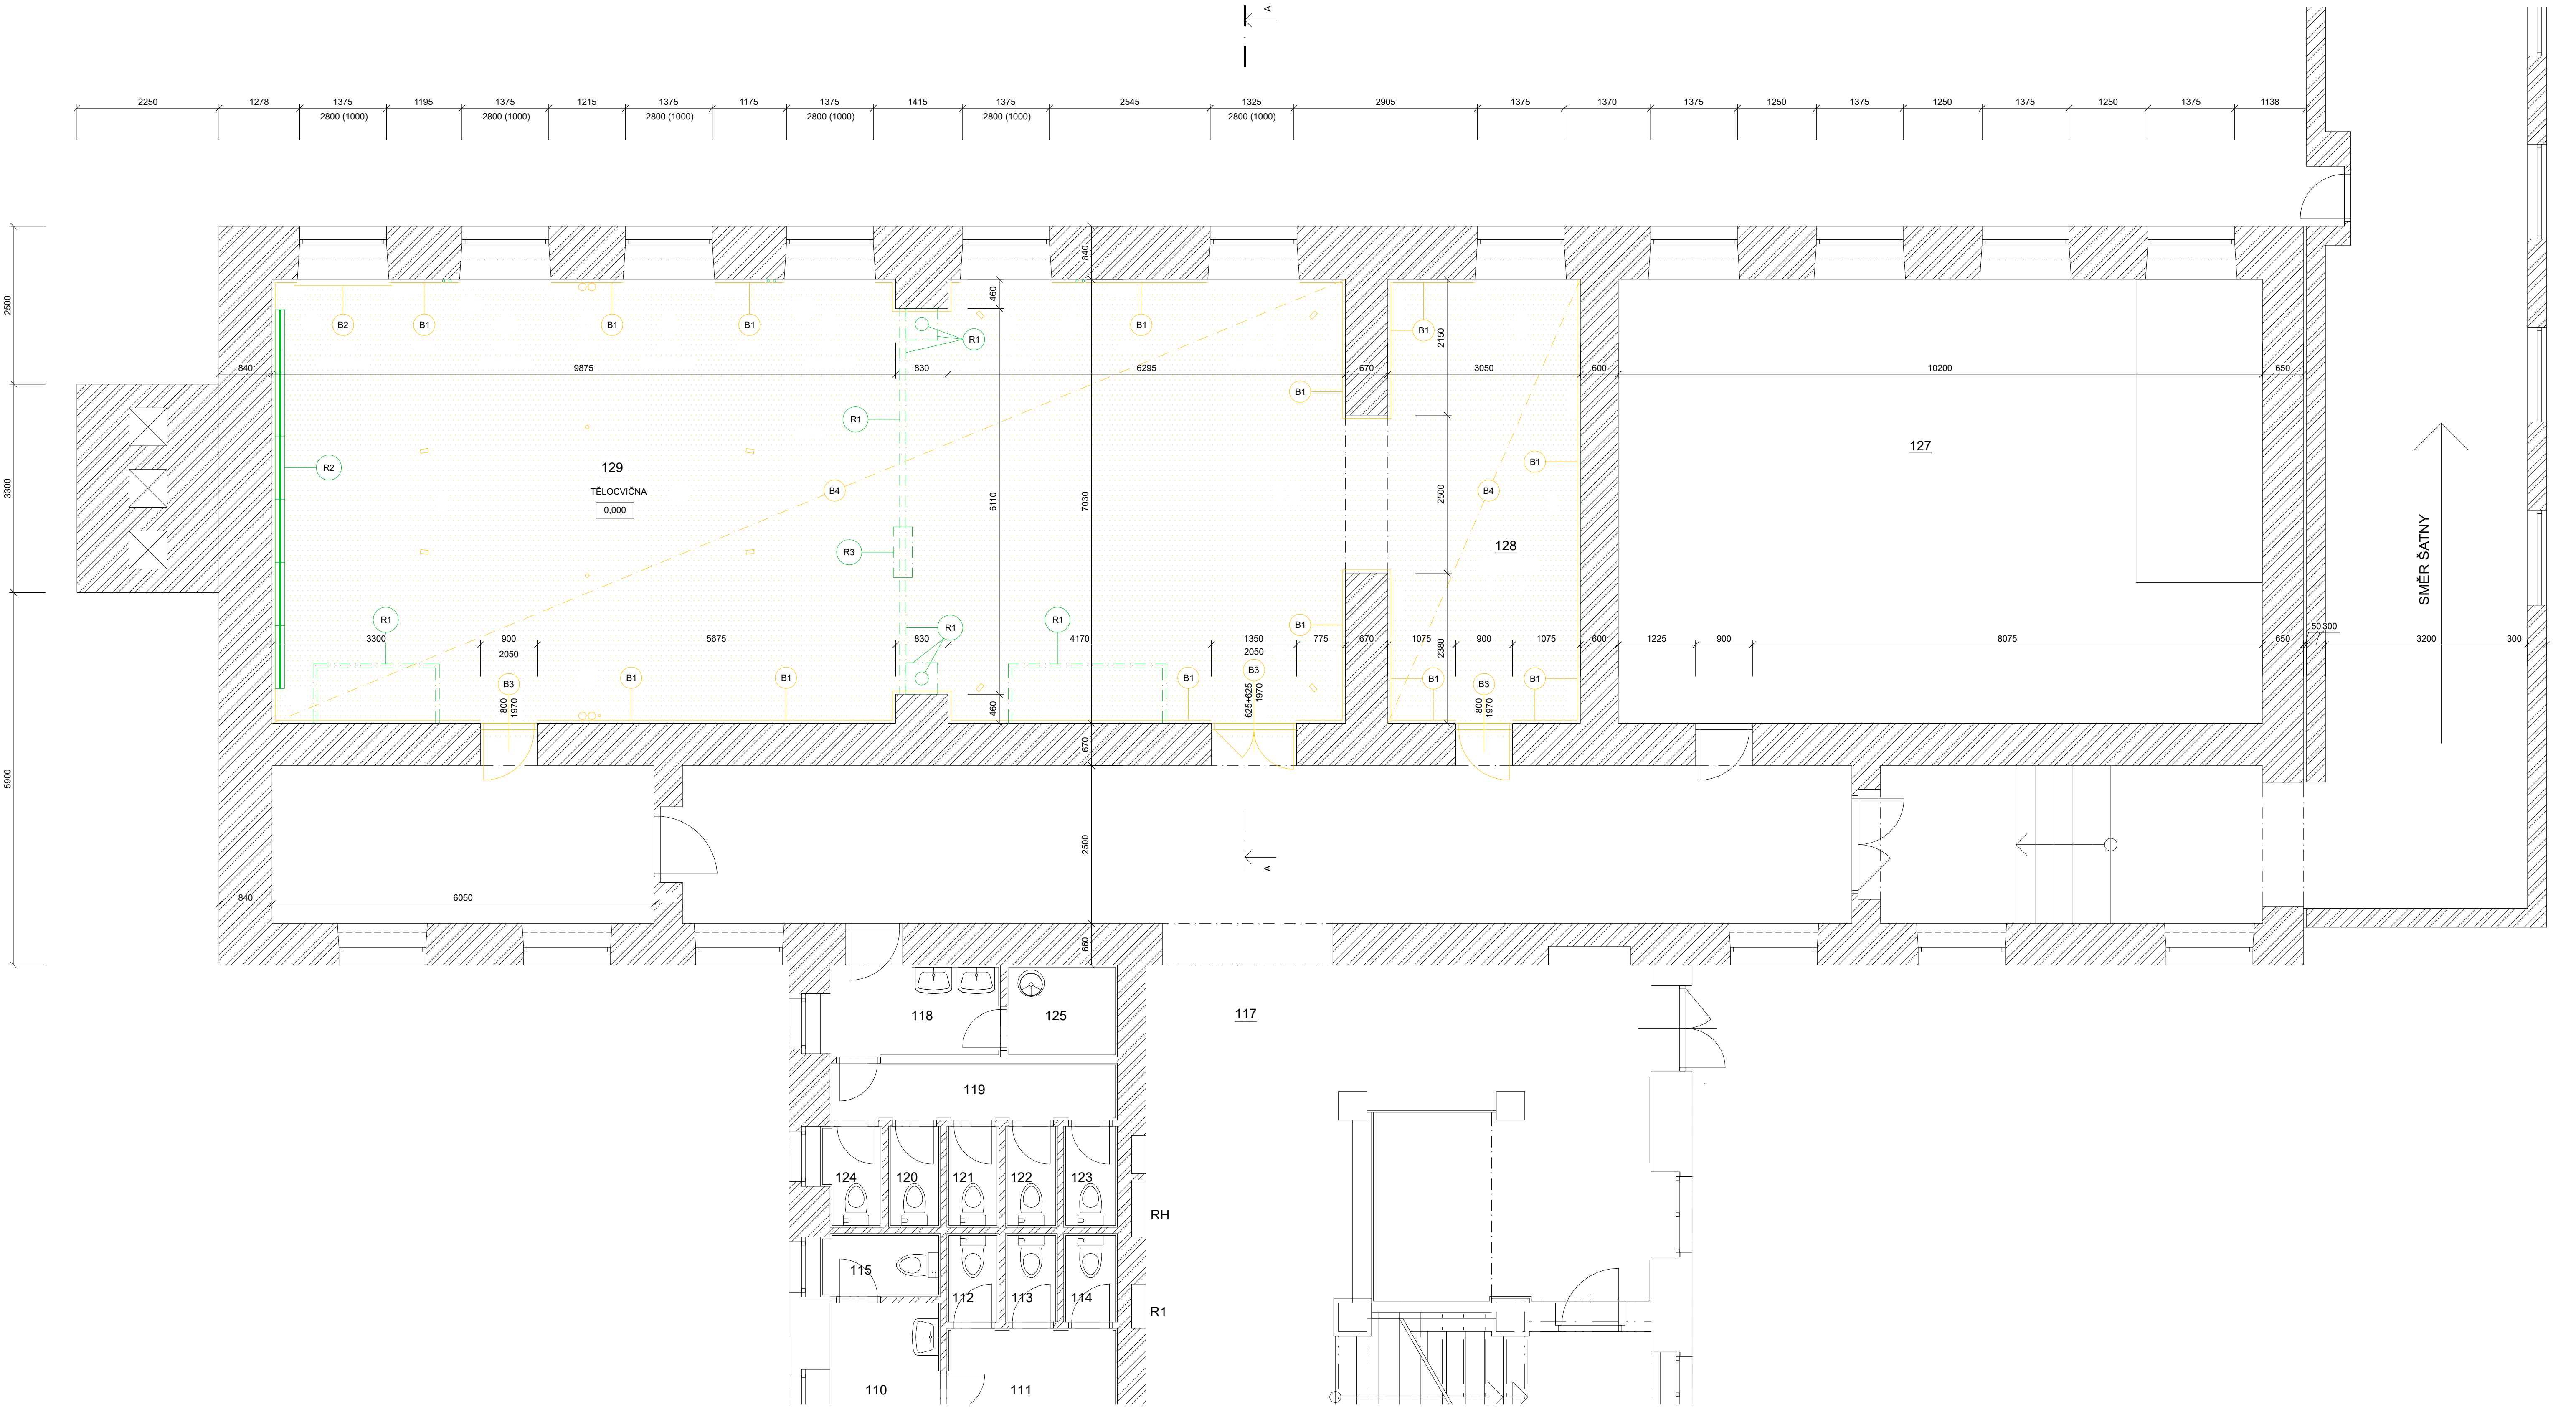 A
2250 1278 1375 1195 1375 1215 1375 1175 1375 1415 1375 2545 1325 2905 1375 1370 1375 1250 1375 1250 1375 1250 1375 1138
2800 (1000) 2800 (1000) 2800 (1000) 2800 (1000) 2800 (1000) 2800 (1000)
840
2500
460
B2 B1 B1 B1 B1 B1
R1
2150
840 9875 830 6295 670 3050 600 10200 650
B1
R1
127
B1
R2
129
TĚLOCVIČNA
0,000
B4
3300
6110
7030
2500
B4
128
R3
SMĚR ŠATNY
R1 R1 R1 B1
3300 900 5675 830 4170 1350 775 670 1075 900 1075 600 1225 900 8075 650 50 300 3200 300
2050 2050
2380
B3 B1 B1 B1 B3 B1 B3 B1
800
1970
625+625
1970
800
1970
460
670
5900
2500
A
840 6050
660
118 125 117
119
124 120 121 122 123
RH
115
112 113 114
R1
110 111